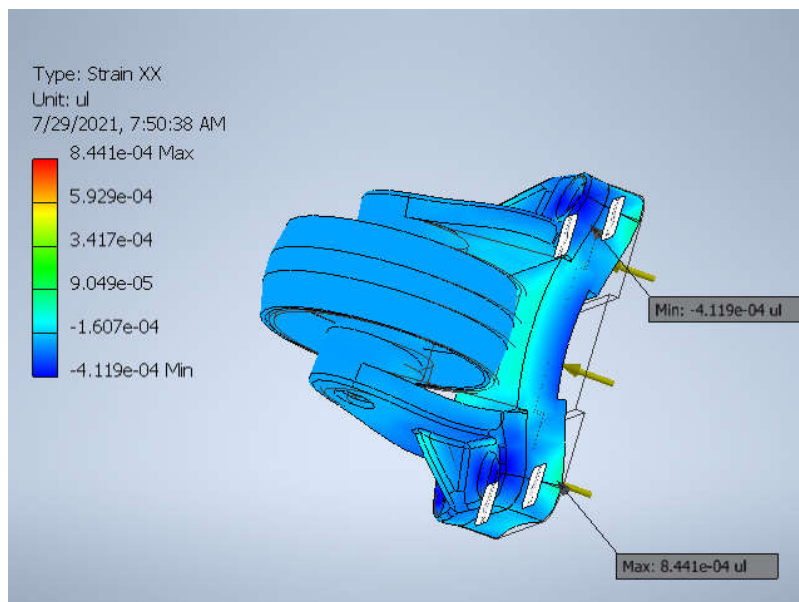 Type: Strain XX
Unit: ul
7/29/2021, 7:50:38 AM
8.441e-04 Max
5.929e-04
3.417e-04
9.049e-05
-1.607e-04
-4.119e-04 Min
Min: -4.119e-04 ul
Max: 8.441e-04 ul